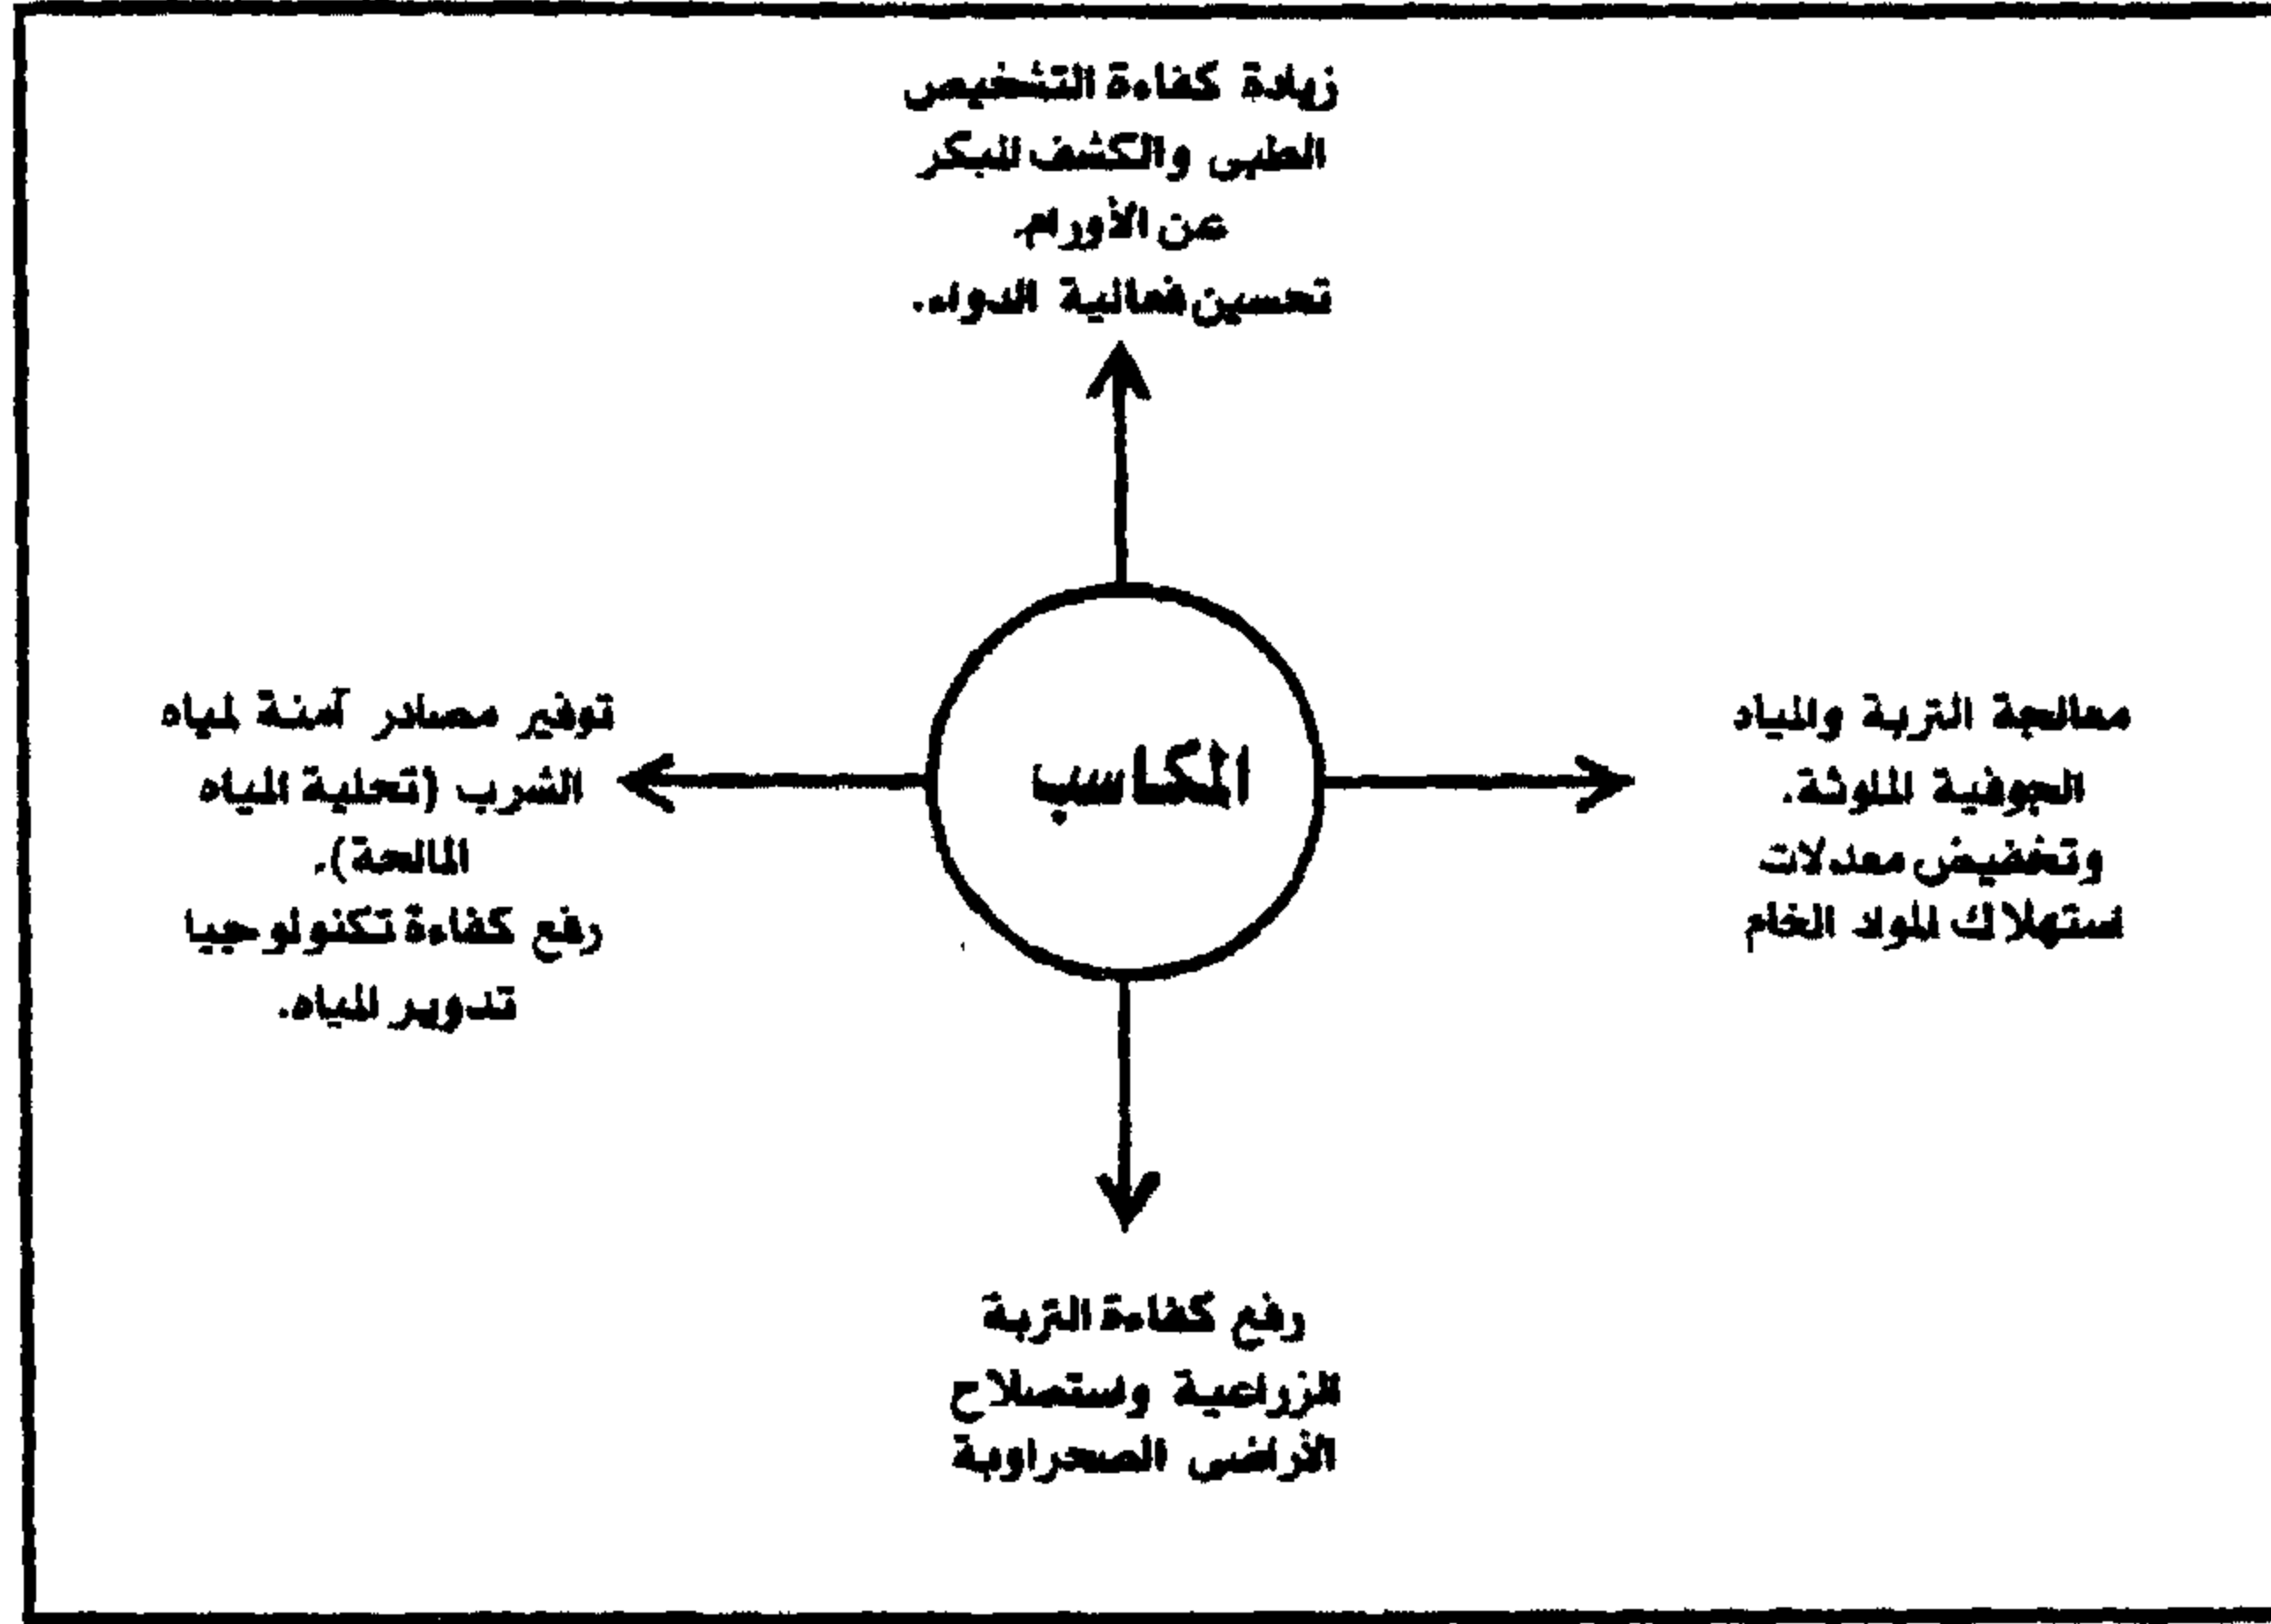 زيادة كفاءة التشخيص
الطبى والكشف المبكر
عن الأورام
تحسين فعالية الدواء.
المكاسب
معالجة التربة والمياه
الجوفية الملوثة.
وتخفيض معدلات
استهلاك المواد الخام
توفير مصادر آمنة لمياه
الشرب (تحلية المياه
المالحة).
رفع كفاءة تكنولوجيا
تدوير المياه.
رفع كفاءة التربة
الزراعية واستصلاح
الأراضى الصحراوية